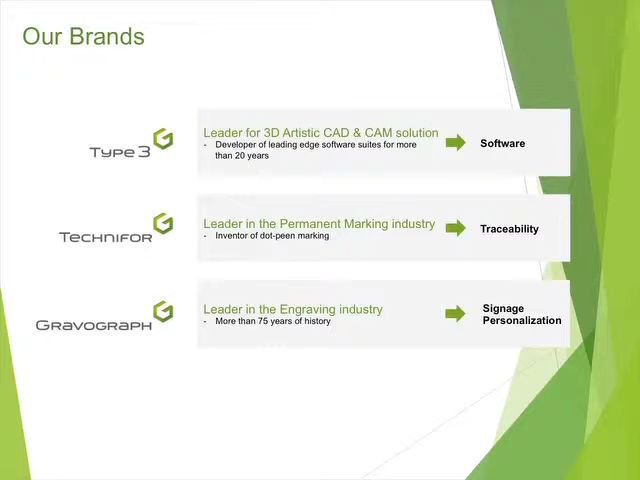 Our Brands
Type 3
Leader for 3D Artistic CAD & CAM solution
- Developer of leading edge software suites for more
than 20 years
Software
Technifor
Leader in the Permanent Marking industry
- Inventor of dot-peen marking
Traceability
Gravograph
Leader in the Engraving industry
- More than 75 years of history
Signage
Personalization